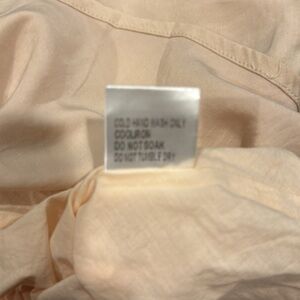 COLD HAND WASH ONLY
COOL IRON
DO NOT SOAK
DO NOT TUMBLE DRY